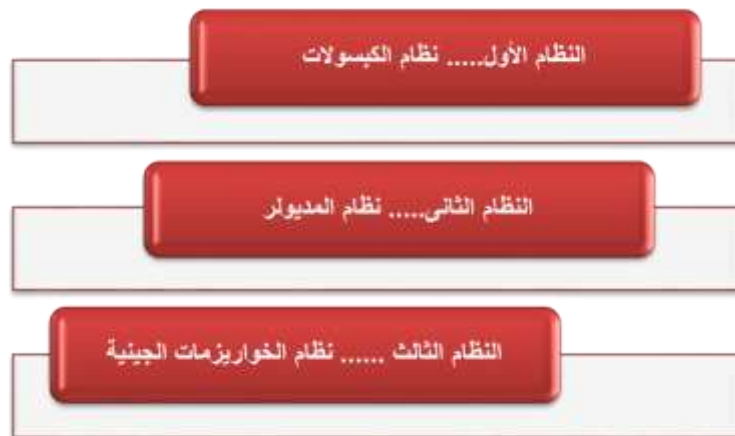 النظام الأول..... نظام الكبسولات
النظام الثانى..... نظام المديولر
النظام الثالث ...... نظام الخواريزمات الجينية